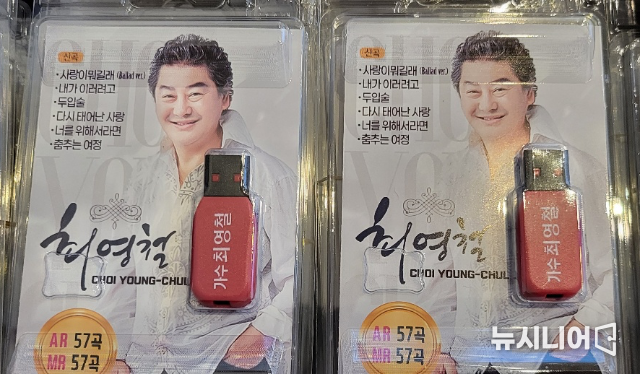 신곡
•사랑이뭐길래(Ballad ver.)
•내가 이러려고
•두입술
•다시 태어난 사랑
•너를 위해서라면
•춤추는 여정
최영철
CHOI YOUNG-CHUL
가수최영철
AR 57곡
MR 57곡
신곡
•사랑이뭐길래(Ballad ver.)
•내가 이러려고
•두입술
•다시 태어난 사랑
•너를 위해서라면
•춤추는 여정
최영철
CHOI YOUNG-CHUL
가수최영철
AR 57곡
MR 57곡
뉴시니어